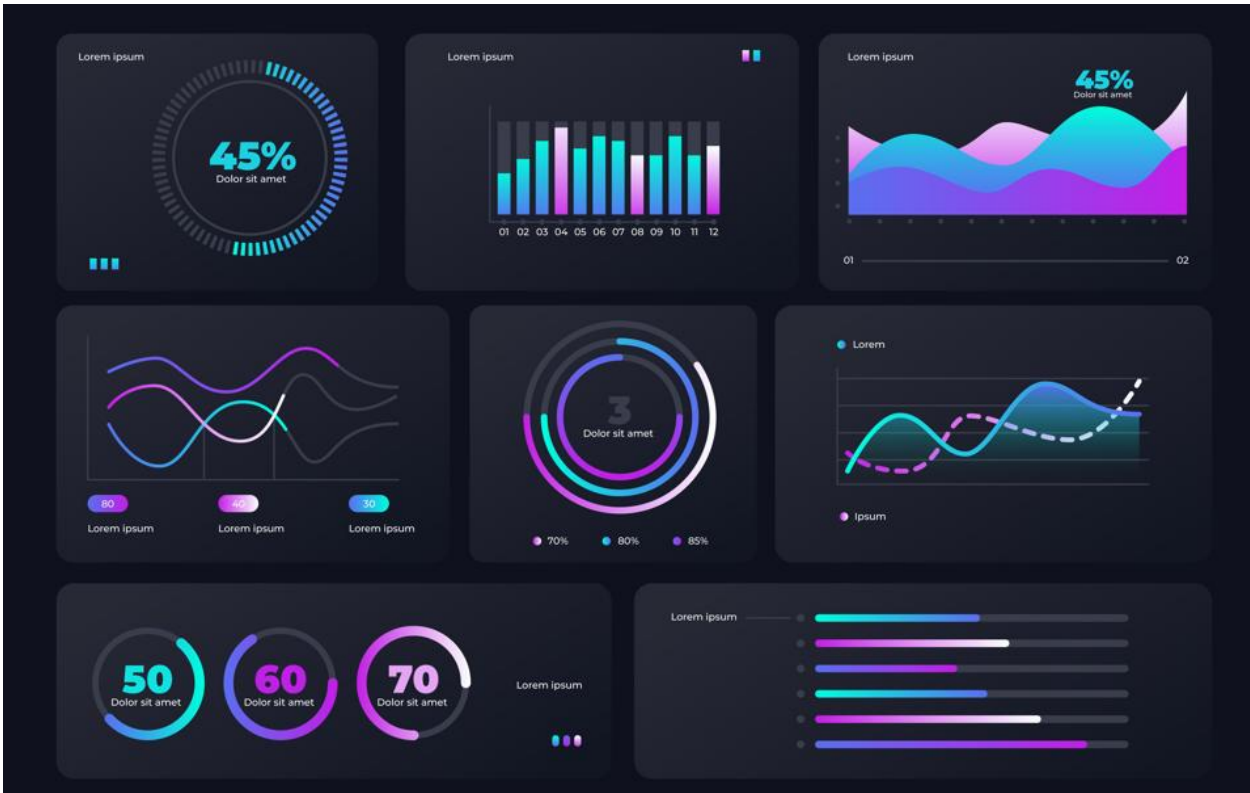 Lorem ipsum
45%
Dolor sit amet
Lorem ipsum
01 02 03 04 05 06 07 08 09 10 11 12
Lorem ipsum
45%
Dolor sit amet
01 02
80 40 30
Lorem ipsum Lorem ipsum Lorem ipsum
3
Dolor sit amet
70% 80% 85%
Lorem
Ipsum
50 60 70
Dolor sit amet Dolor sit amet Dolor sit amet
Lorem ipsum
Lorem ipsum